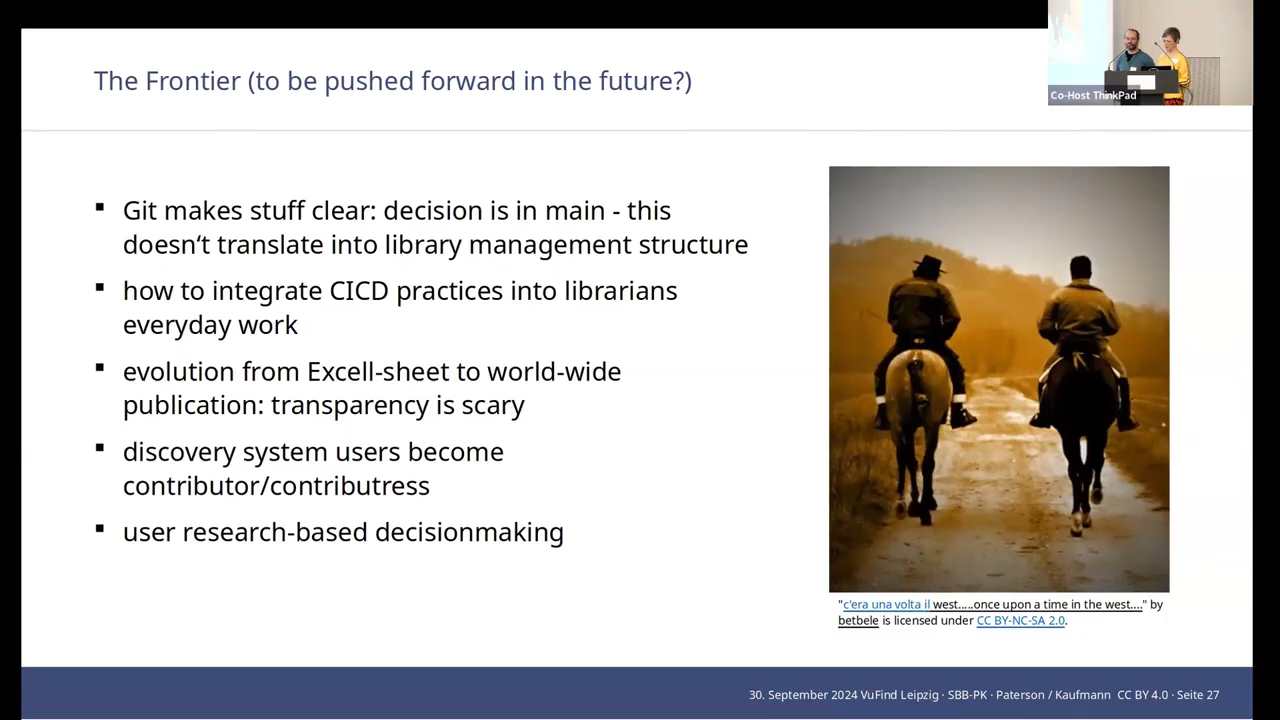 The Frontier (to be pushed forward in the future?)
Co-Host ThinkPad
▪ Git makes stuff clear: decision is in main - this
doesn‘t translate into library management structure
▪ how to integrate CICD practices into librarians
everyday work
▪ evolution from Excell-sheet to world-wide
publication: transparency is scary
▪ discovery system users become
contributor/contributress
▪ user research-based decisionmaking
"c'era una volta il west.....once upon a time in the west...." by
betbele is licensed under CC BY-NC-SA 2.0.
30. September 2024 VuFind Leipzig · SBB-PK · Paterson / Kaufmann CC BY 4.0 · Seite 27